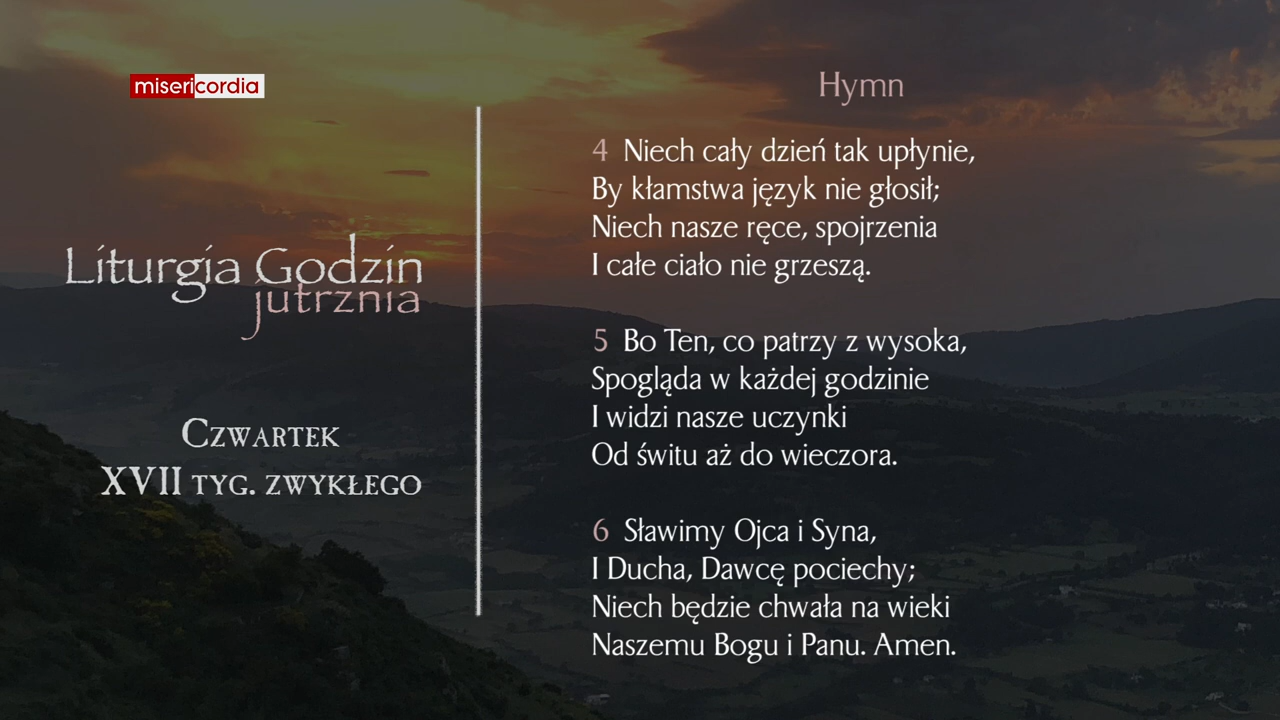 misericordia
Liturgia Godzin
jutrznia
Czwartek
XVII tyg. zwykłego
Hymn
4 Niech cały dzień tak upłynie,
By kłamstwa język nie głosił;
Niech nasze ręce, spojrzenia
I całe ciało nie grzeszą.
5 Bo Ten, co patrzy z wysoka,
Spogląda w każdej godzinie
I widzi nasze uczynki
Od świtu aż do wieczora.
6 Sławimy Ojca i Syna,
I Ducha, Dawcę pociechy;
Niech będzie chwała na wieki
Naszemu Bogu i Panu. Amen.